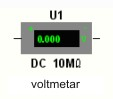 U1
+ 0.000 -
DC 10MΩ
voltmetar